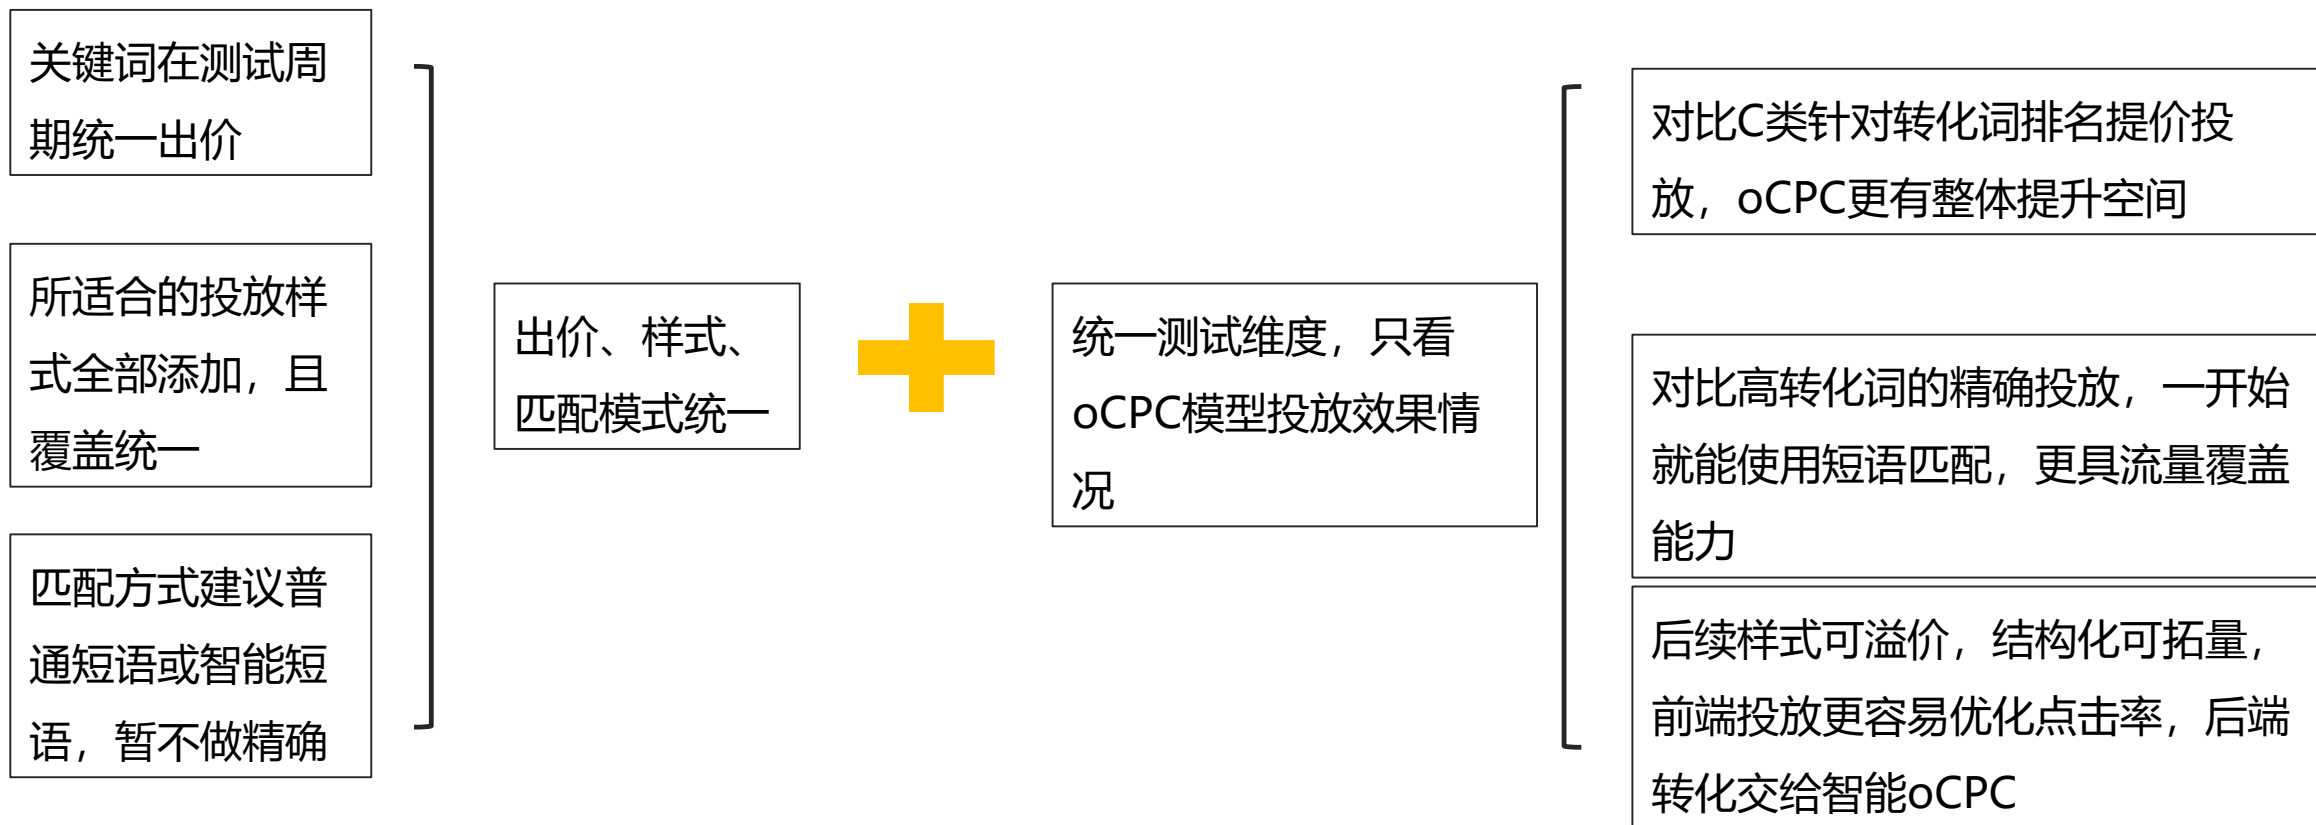 关键词在测试周
期统一出价
所适合的投放样
式全部添加，且
覆盖统一
匹配方式建议普
通短语或智能短
语，暂不做精确
出价、样式、
匹配模式统一
统一测试维度，只看
oCPC模型投放效果情
况
对比C类针对转化词排名提价投
放，oCPC更有整体提升空间
对比高转化词的精确投放，一开始
就能使用短语匹配，更具流量覆盖
能力
后续样式可溢价，结构化可拓量，
前端投放更容易优化点击率，后端
转化交给智能oCPC